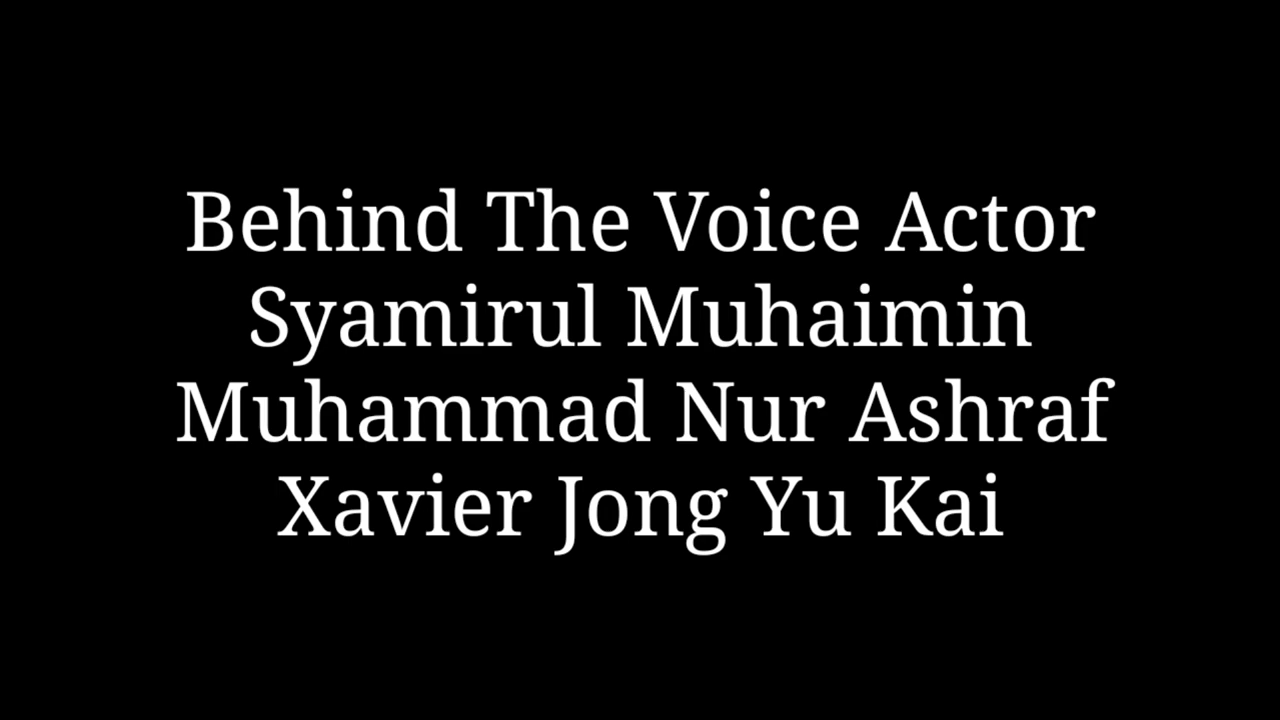 Behind The Voice Actor
Syamirul Muhaimin
Muhammad Nur Ashraf
Xavier Jong Yu Kai